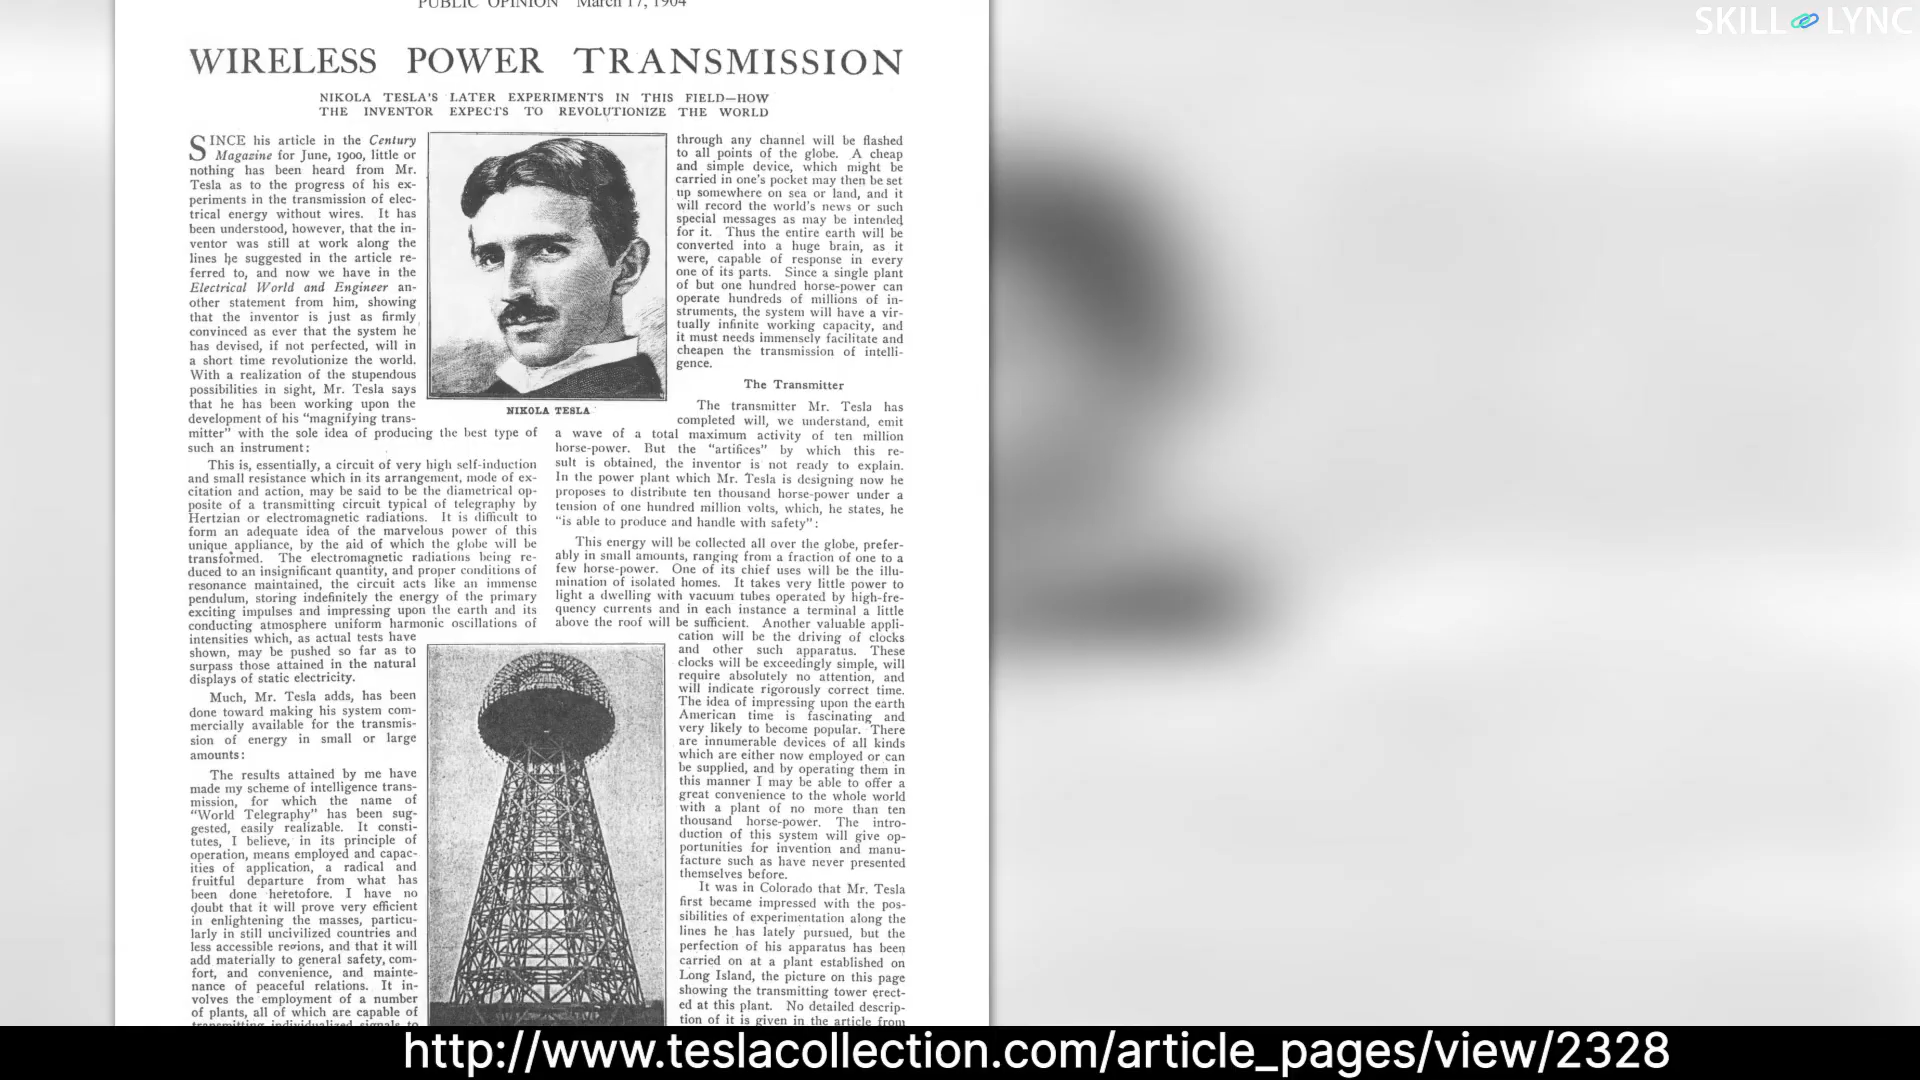 PUBLIC OPINION March 17, 1904
SKILL LYNC
WIRELESS POWER TRANSMISSION
NIKOLA TESLA'S LATER EXPERIMENTS IN THIS FIELD—HOW
THE INVENTOR EXPECTS TO REVOLUTIONIZE THE WORLD
SINCE his article in the Century
Magazine for June, 1900, little or
nothing has been heard from Mr.
Tesla as to the progress of his ex-
periments in the transmission of elec-
trical energy without wires. It has
been understood, however, that the in-
ventor was still at work along the
lines he suggested in the article re-
ferred to, and now we have in the
Electrical World and Engineer an-
other statement from him, showing
that the inventor is just as firmly
convinced as ever that the system he
has devised, if not perfected, will in
a short time revolutionize the world.
With a realization of the stupendous
possibilities in sight, Mr. Tesla says
that he has been working upon the
development of his "magnifying trans-
mitter" with the sole idea of producing the best type of
such an instrument:
This is, essentially, a circuit of very high self-induction
and small resistance which in its arrangement, mode of ex-
citation and action, may be said to be the diametrical op-
posite of a transmitting circuit typical of telegraphy by
Hertzian or electromagnetic radiations. It is difficult to
form an adequate idea of the marvelous power of this
unique appliance, by the aid of which the globe will be
transformed. The electromagnetic radiations being re-
duced to an insignificant quantity, and proper conditions of
resonance maintained, the circuit acts like an immense
pendulum, storing indefinitely the energy of the primary
exciting impulses and impressing upon the earth and its
conducting atmosphere uniform harmonic oscillations of
intensities which, as actual tests have
shown, may be pushed so far as to
surpass those attained in the natural
displays of static electricity.
Much, Mr. Tesla adds, has been
done toward making his system com-
mercially available for the transmis-
sion of energy in small or large
amounts:
The results attained by me have
made my scheme of intelligence trans-
mission, for which the name of
"World Telegraphy" has been sug-
gested, easily realizable. It consti-
tutes, I believe, in its principle of
operation, means employed and capac-
ities of application, a radical and
fruitful departure from what has
been done heretofore. I have no
doubt that it will prove very efficient
in enlightening the masses, particu-
larly in still uncivilized countries and
less accessible regions, and that it will
add materially to general safety, com-
fort, and convenience, and mainte-
nance of peaceful relations. It in-
volves the employment of a number
of plants, all of which are capable of
transmitting individualized signals to
NIKOLA TESLA
through any channel will be flashed
to all points of the globe. A cheap
and simple device, which might be
carried in one's pocket may then be set
up somewhere on sea or land, and it
will record the world's news or such
special messages as may be intended
for it. Thus the entire earth will be
converted into a huge brain, as it
were, capable of response in every
one of its parts. Since a single plant
of but one hundred horse-power can
operate hundreds of millions of in-
struments, the system will have a vir-
tually infinite working capacity, and
it must needs immensely facilitate and
cheapen the transmission of intelli-
gence.
The Transmitter
The transmitter Mr. Tesla has
completed will, we understand, emit
a wave of a total maximum activity of ten million
horse-power. But the "artifices" by which this re-
sult is obtained, the inventor is not ready to explain.
In the power plant which Mr. Tesla is designing now he
proposes to distribute ten thousand horse-power under a
tension of one hundred million volts, which, he states, he
"is able to produce and handle with safety":
This energy will be collected all over the globe, prefer-
ably in small amounts, ranging from a fraction of one to a
few horse-power. One of its chief uses will be the illu-
mination of isolated homes. It takes very little power to
light a dwelling with vacuum tubes operated by high-fre-
quency currents and in each instance a terminal a little
above the roof will be sufficient. Another valuable appli-
cation will be the driving of clocks
and other such apparatus. These
clocks will be exceedingly simple, will
require absolutely no attention, and
will indicate rigorously correct time.
The idea of impressing upon the earth
American time is fascinating and
very likely to become popular. There
are innumerable devices of all kinds
which are either now employed or can
be supplied, and by operating them in
this manner I may be able to offer a
great convenience to the whole world
with a plant of no more than ten
thousand horse-power. The intro-
duction of this system will give op-
portunities for invention and manu-
facture such as have never presented
themselves before.
It was in Colorado that Mr. Tesla
first became impressed with the pos-
sibilities of experimentation along the
lines he has lately pursued, but the
perfection of his apparatus has been
carried on at a plant established on
Long Island, the picture on this page
showing the transmitting tower erect-
ed at this plant. No detailed descrip-
tion of it is given in the article from
http://www.teslacollection.com/article_pages/view/2328